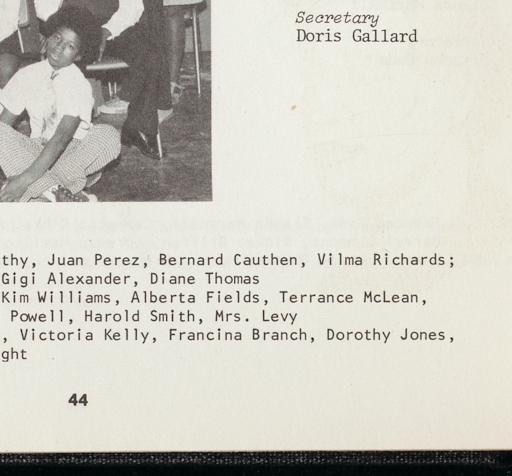 Secretary
Doris Gallard
thy, Juan Perez, Bernard Cauthen, Vilma Richards;
Gigi Alexander, Diane Thomas
Kim Williams, Alberta Fields, Terrance McLean,
Powell, Harold Smith, Mrs. Levy
, Victoria Kelly, Francina Branch, Dorothy Jones,
ght
44